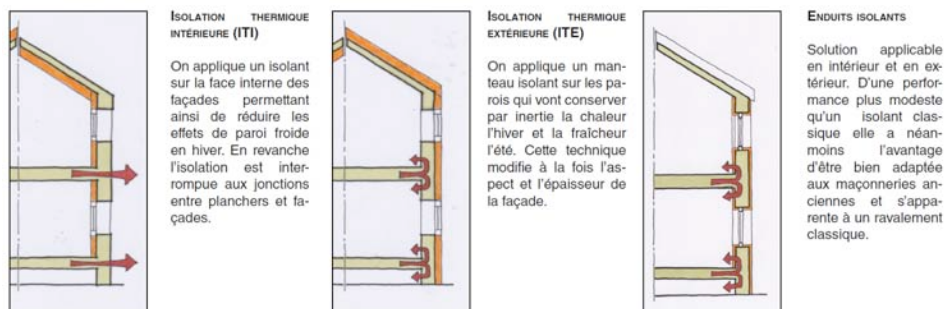 ISOLATION THERMIQUE
INTÉRIEURE (ITI)
On applique un isolant
sur la face interne des
façades permettant
ainsi de réduire les
effets de paroi froide
en hiver. En revanche
l'isolation est inter-
rompue aux jonctions
entre planchers et fa-
çades.
ISOLATION THERMIQUE
EXTÉRIEURE (ITE)
On applique un man-
teau isolant sur les pa-
rois qui vont conserver
par inertie la chaleur
l'hiver et la fraîcheur
l'été. Cette technique
modifie à la fois l'as-
pect et l'épaisseur de
la façade.
ENDUITS ISOLANTS
Solution applicable
en intérieur et en ex-
térieur. D'une perfor-
mance plus modeste
qu'un isolant clas-
sique elle a néan-
moins l'avantage
d'être bien adaptée
aux maçonneries an-
ciennes et s'appa-
rente à un ravalement
classique.